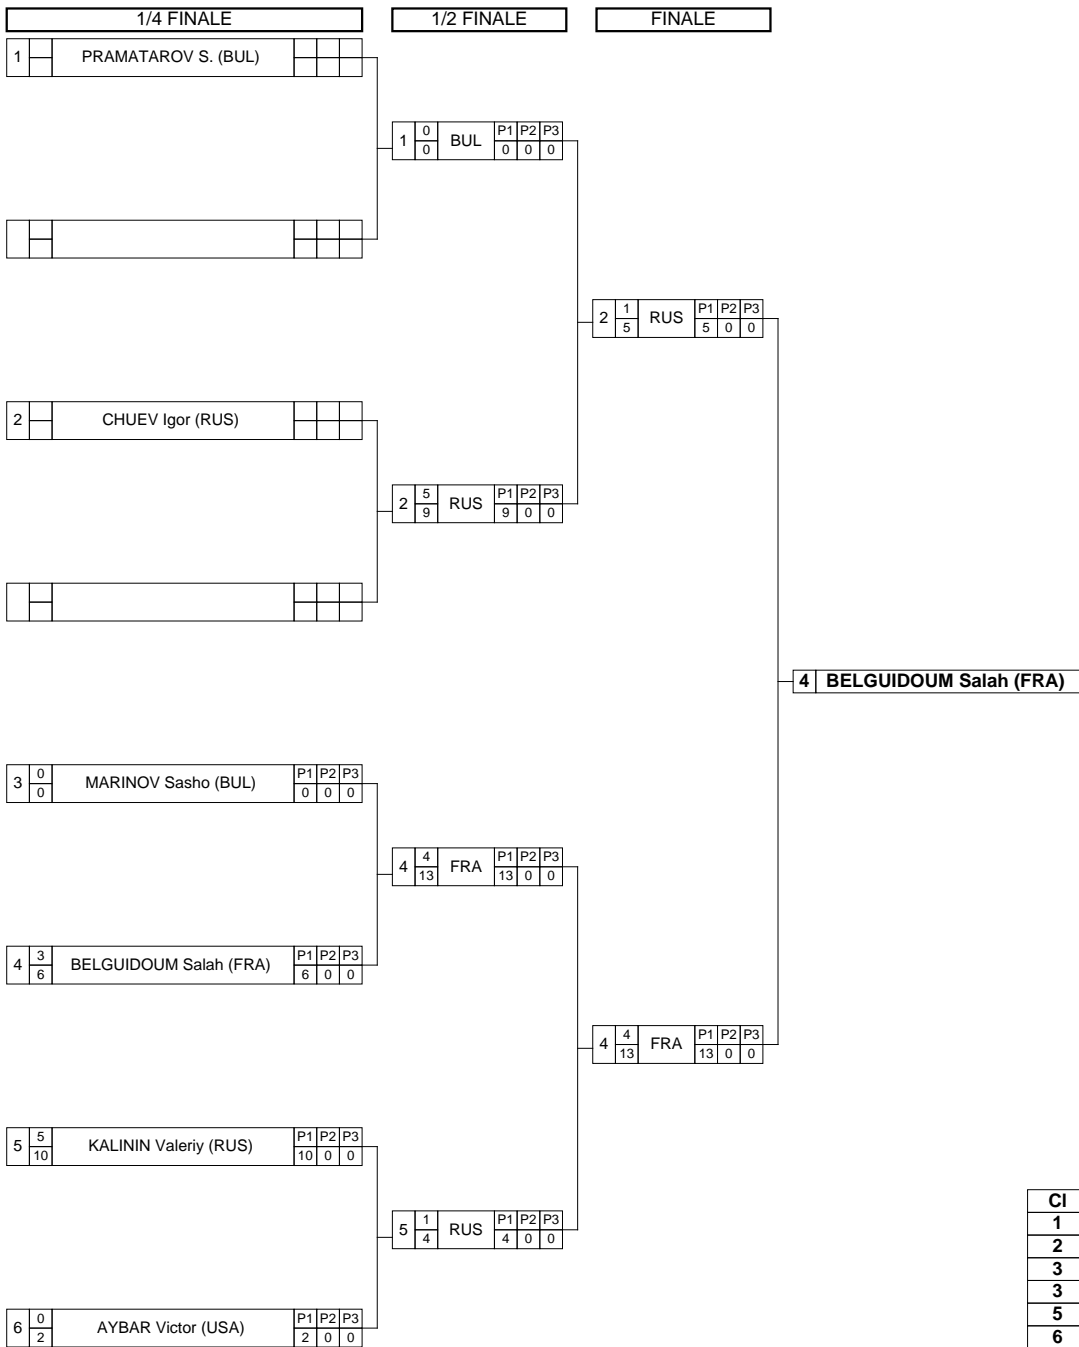 1/4 FINALE 1/2 FINALE FINALE
1 PRAMATAROV S. (BUL)
1 0 0 BUL P1 P2 P3 0 0 0
2 1 5 RUS P1 P2 P3 5 0 0
2 CHUEV Igor (RUS)
2 5 9 RUS P1 P2 P3 9 0 0
4 BELGUIDOUM Salah (FRA)
3 0 0 MARINOV Sasho (BUL) P1 P2 P3 0 0 0
4 4 13 FRA P1 P2 P3 13 0 0
4 3 6 BELGUIDOUM Salah (FRA) P1 P2 P3 6 0 0
4 4 13 FRA P1 P2 P3 13 0 0
5 5 10 KALININ Valeriy (RUS) P1 P2 P3 10 0 0
5 1 4 RUS P1 P2 P3 4 0 0
6 0 2 AYBAR Victor (USA) P1 P2 P3 2 0 0
Cl
1
2
3
3
5
6